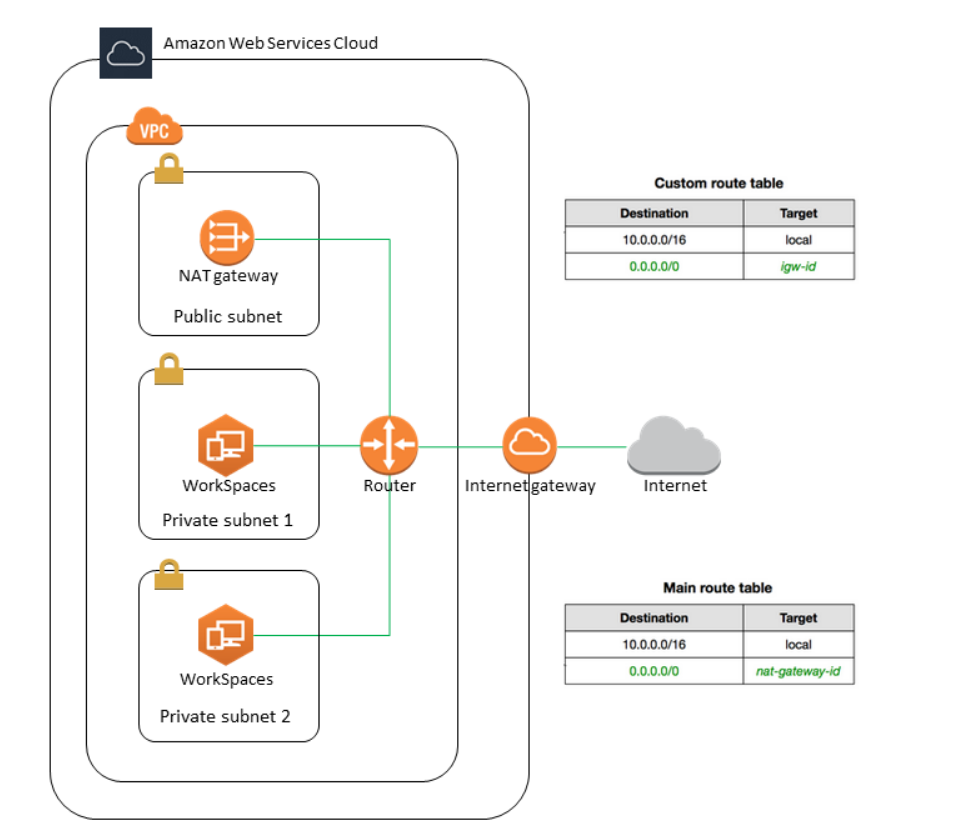 Amazon Web Services Cloud
VPC
NAT gateway
Public subnet
WorkSpaces
Private subnet 1
WorkSpaces
Private subnet 2
Router
Internet gateway
Internet
Custom route table
Destination Target
10.0.0.0/16 local
0.0.0.0/0 igw-id
Main route table
Destination Target
10.0.0.0/16 local
0.0.0.0/0 nat-gateway-id